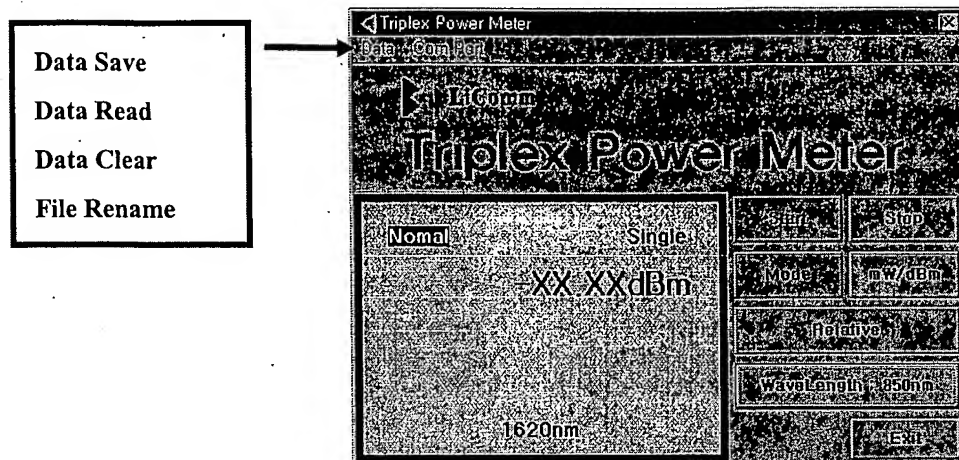 Data Save
Data Read
Data Clear
File Rename
Triplex Power Meter
Data Com Port
LiComm
Triplex Power Meter
Nomal Single
XX XXdBm
1620nm
Start Stop
Mode mW/dBm
Relative
WaveLength 850nm
Exit